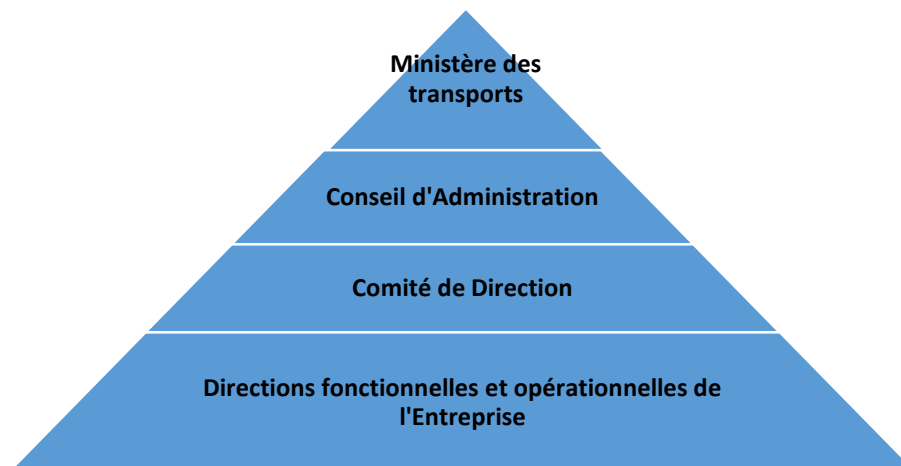 Ministère des
transports
Conseil d'Administration
Comité de Direction
Directions fonctionnelles et opérationnelles de
l'Entreprise